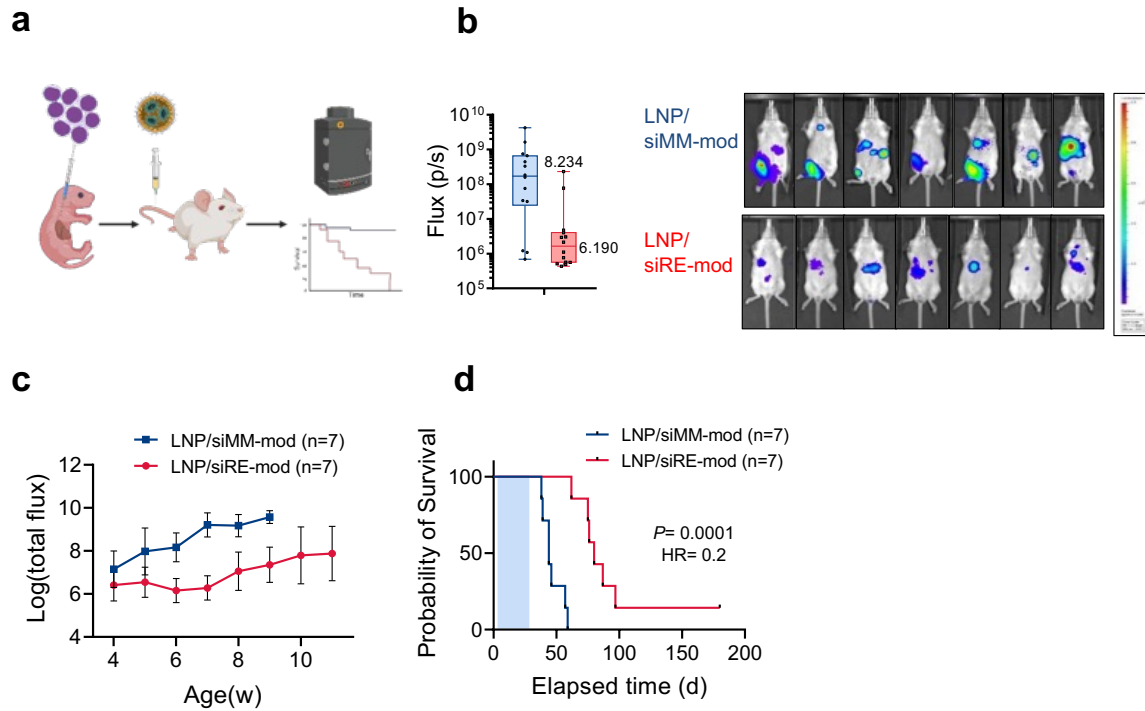 a
Survival
Time
b
10^10
10^9
10^8
10^7
10^6
10^5
Flux (p/s)
8.234
6.190
LNP/
siMM-mod
LNP/
siRE-mod
c
LNP/siMM-mod (n=7)
LNP/siRE-mod (n=7)
12
10
8
6
4
Log(total flux)
4 6 8 10
Age(w)
d
LNP/siMM-mod (n=7)
LNP/siRE-mod (n=7)
100
50
0
Probability of Survival
P= 0.0001
HR= 0.2
0 50 100 150 200
Elapsed time (d)